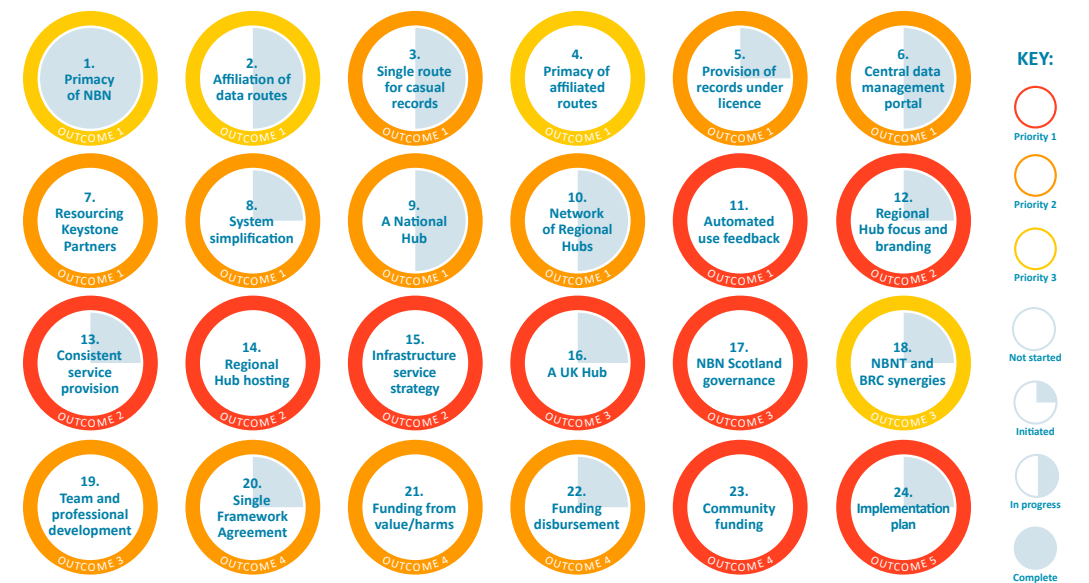 1.
Primacy
of NBN
OUTCOME 1
2.
Affiliation of
data routes
OUTCOME 1
3.
Single route
for casual
records
OUTCOME 1
4.
Primacy of
affiliated
routes
OUTCOME 1
5.
Provision of
records under
licence
OUTCOME 1
6.
Central data
management
portal
OUTCOME 1
7.
Resourcing
Keystone
Partners
OUTCOME 1
8.
System
simplification
OUTCOME 1
9.
A National
Hub
OUTCOME 1
10.
Network
of Regional
Hubs
OUTCOME 1
11.
Automated
use feedback
OUTCOME 1
12.
Regional
Hub focus and
branding
OUTCOME 2
13.
Consistent
service
provision
OUTCOME 2
14.
Regional
Hub hosting
OUTCOME 2
15.
Infrastructure
service
strategy
OUTCOME 2
16.
A UK Hub
OUTCOME 3
17.
NBN Scotland
governance
OUTCOME 3
18.
NBNT and
BRC synergies
OUTCOME 3
19.
Team and
professional
development
OUTCOME 3
20.
Single
Framework
Agreement
OUTCOME 4
21.
Funding from
value/harms
OUTCOME 4
22.
Funding
disbursement
OUTCOME 4
23.
Community
funding
OUTCOME 4
24.
Implementation
plan
OUTCOME 5
KEY:
Priority 1
Priority 2
Priority 3
Not started
Initiated
In progress
Complete